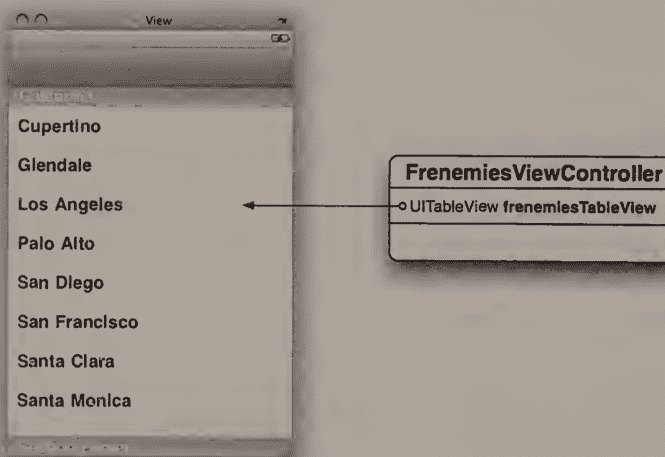 View
Cupertino
Glendale
Los Angeles
Palo Alto
San Diego
San Francisco
Santa Clara
Santa Monica
FrenemiesViewController
UITableView frenemiesTableView